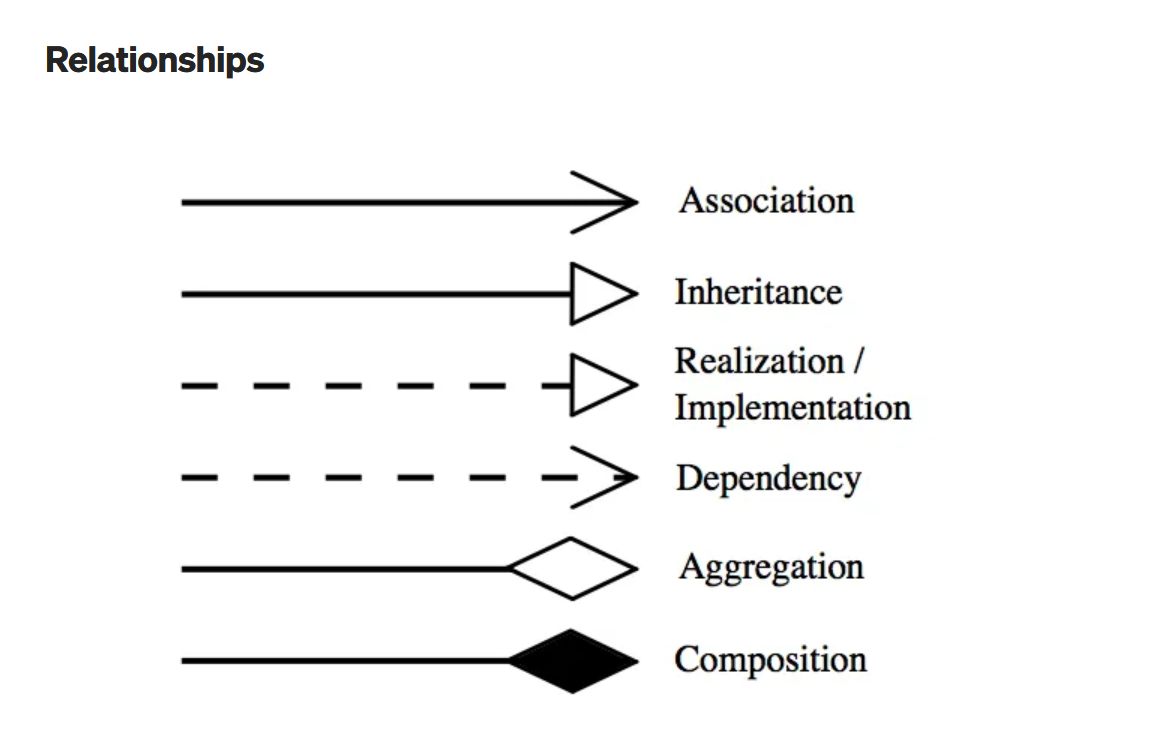 Relationships
Association
Inheritance
Realization /
Implementation
Dependency
Aggregation
Composition